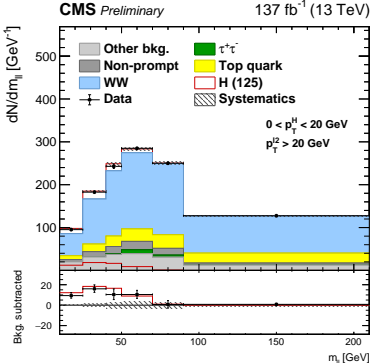 CMS Preliminary 137 fb⁻¹ (13 TeV)
dN/dm_ll [GeV⁻¹]
Other bkg. τ⁺τ⁻
Non-prompt Top quark
WW H (125)
Data Systematics
0 < p_T^H < 20 GeV
p_T^l2 > 20 GeV
500
400
300
200
100
Bkg. subtracted
20
0
−20
50 100 150 200
m_ll [GeV]